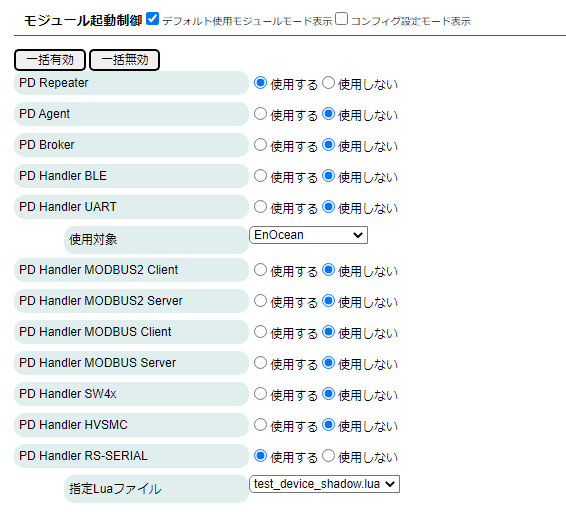 モジュール起動制御 デフォルト使用モジュールモード表示 コンフィグ設定モード表示
一括有効 一括無効
PD Repeater 使用する 使用しない
PD Agent 使用する 使用しない
PD Broker 使用する 使用しない
PD Handler BLE 使用する 使用しない
PD Handler UART 使用する 使用しない
使用対象 EnOcean
PD Handler MODBUS2 Client 使用する 使用しない
PD Handler MODBUS2 Server 使用する 使用しない
PD Handler MODBUS Client 使用する 使用しない
PD Handler MODBUS Server 使用する 使用しない
PD Handler SW4x 使用する 使用しない
PD Handler HVSMC 使用する 使用しない
PD Handler RS-SERIAL 使用する 使用しない
指定Luaファイル test_device_shadow.lua